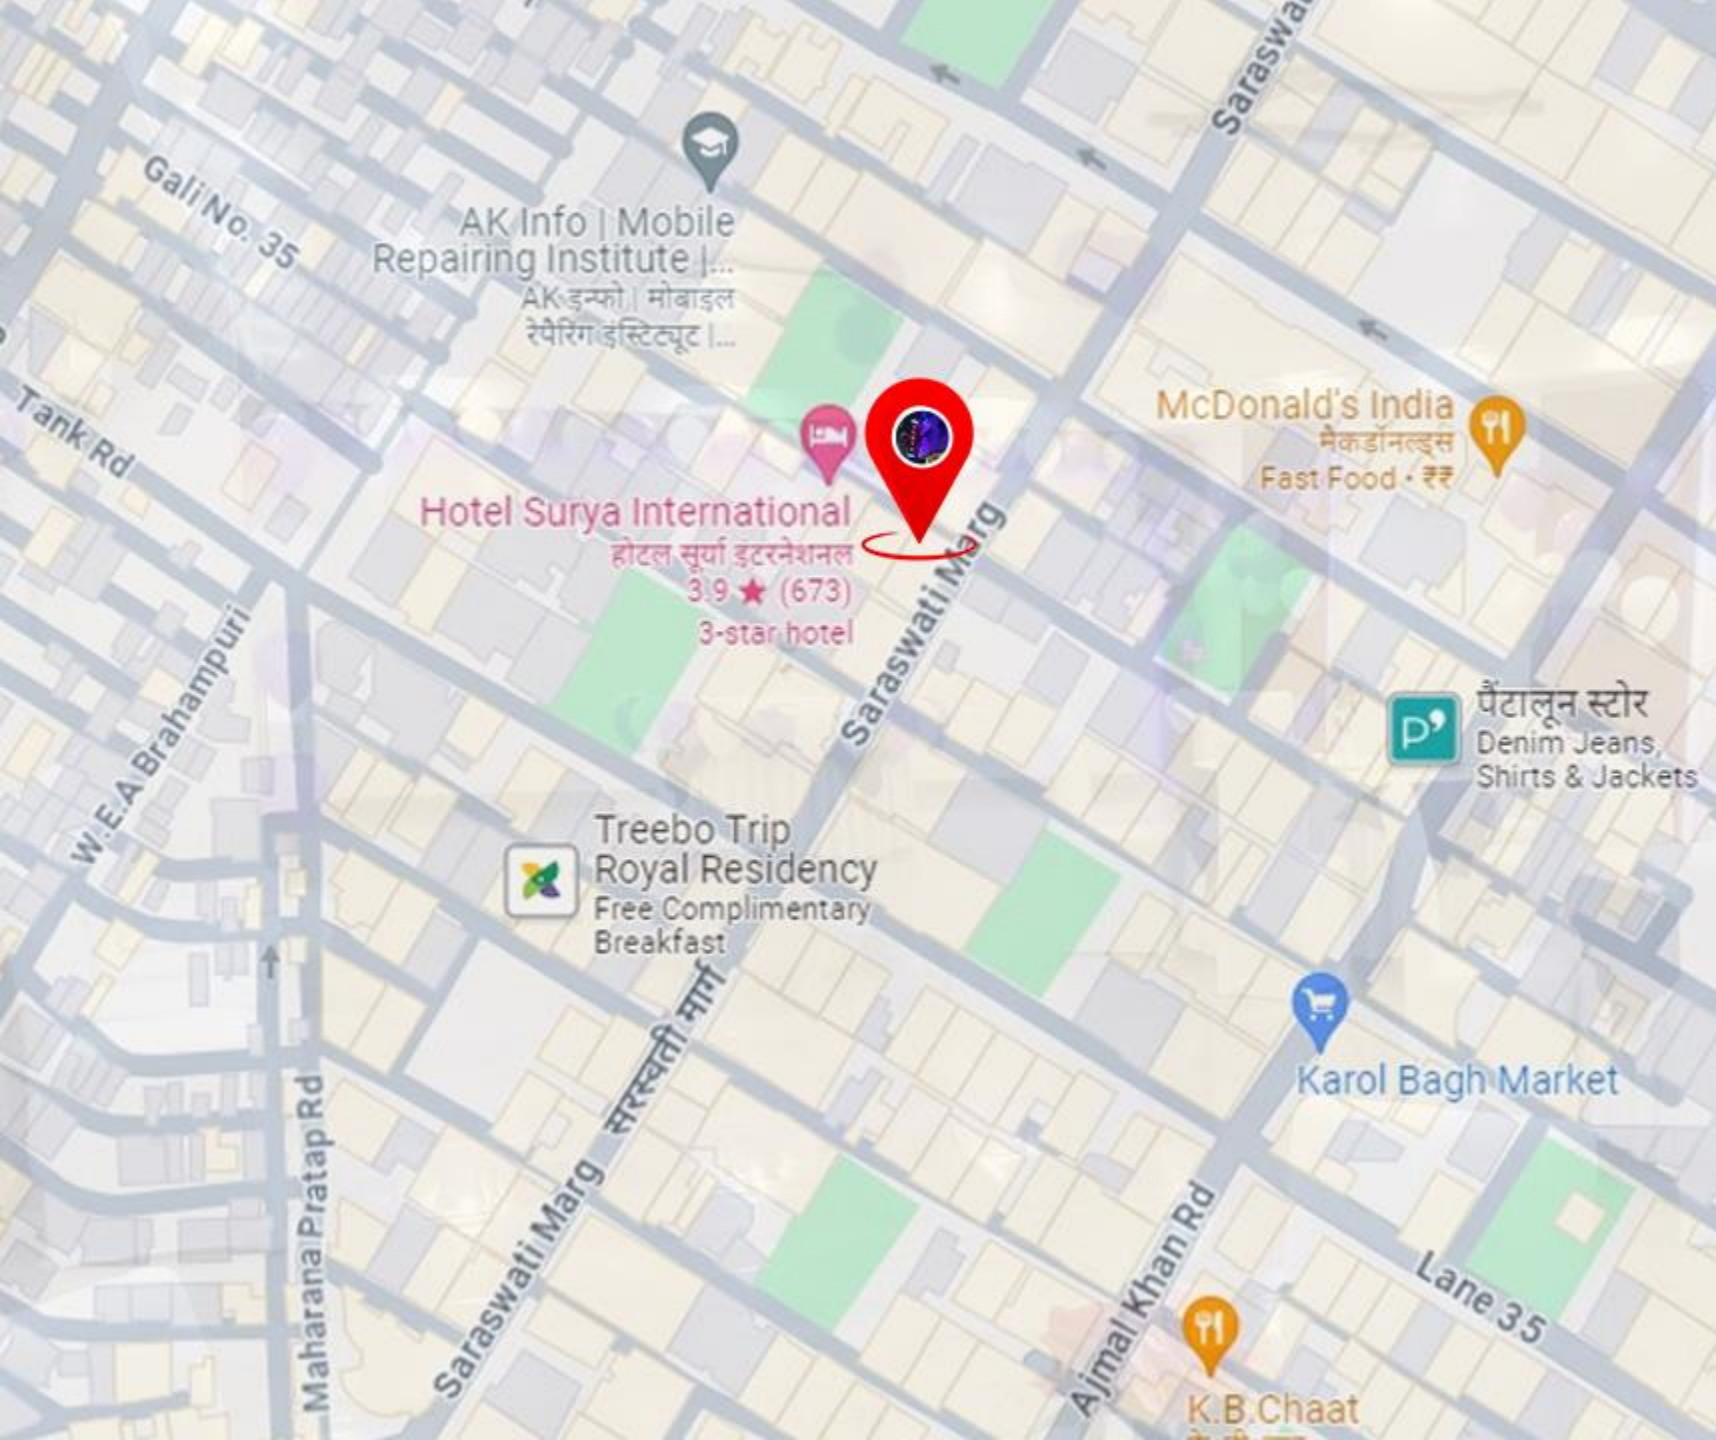 Saraswa
Gali No. 35
AK Info | Mobile
Repairing Institute |...
AK इन्फो | मोबाइल
रेपैरिंग इंस्टिट्यूट |...
Tank Rd
McDonald's India
मैकडॉनल्ड्स
Fast Food • ₹₹
Hotel Surya International
होटल सूर्या इंटरनेशनल
3.9 ★ (673)
3-star hotel
Saraswati Marg
W.E.A Brahampuri
पैंटालून स्टोर
Denim Jeans,
Shirts & Jackets
Treebo Trip
Royal Residency
Free Complimentary
Breakfast
सरस्वती मार्ग
Karol Bagh Market
Maharana Pratap Rd
Saraswati Marg
Ajmal Khan Rd
Lane 35
K.B.Chaat